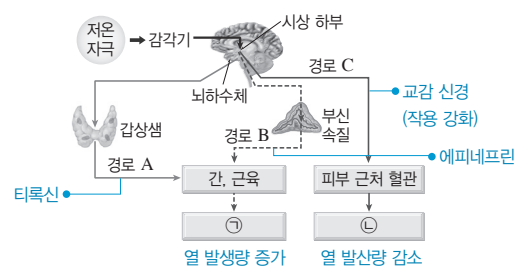 저온
자극
감각기
시상 하부
뇌하수체
경로 C
교감 신경
(작용 강화)
갑상샘
부신
속질
경로 B
에피네프린
경로 A
티록신
간, 근육
피부 근처 혈관
㉠
㉡
열 발생량 증가
열 발산량 감소